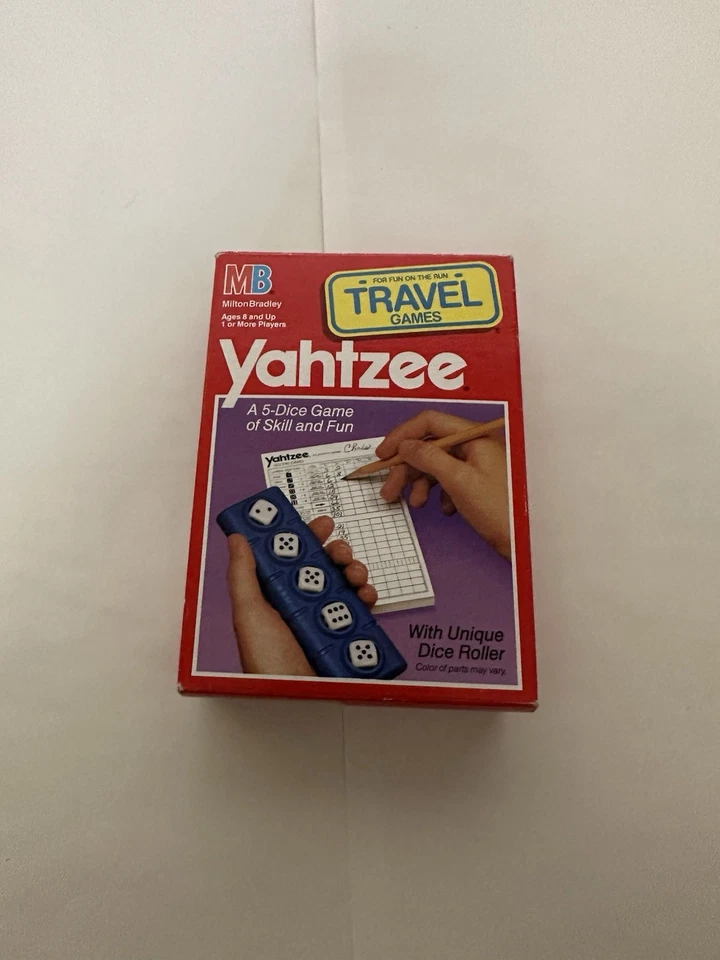 MB
Milton Bradley
Ages 8 and Up
1 or More Players
FOR FUN ON THE RUN
TRAVEL
GAMES
Yahtzee
A 5-Dice Game
of Skill and Fun
Yahtzee
With Unique
Dice Roller
Color of parts may vary.